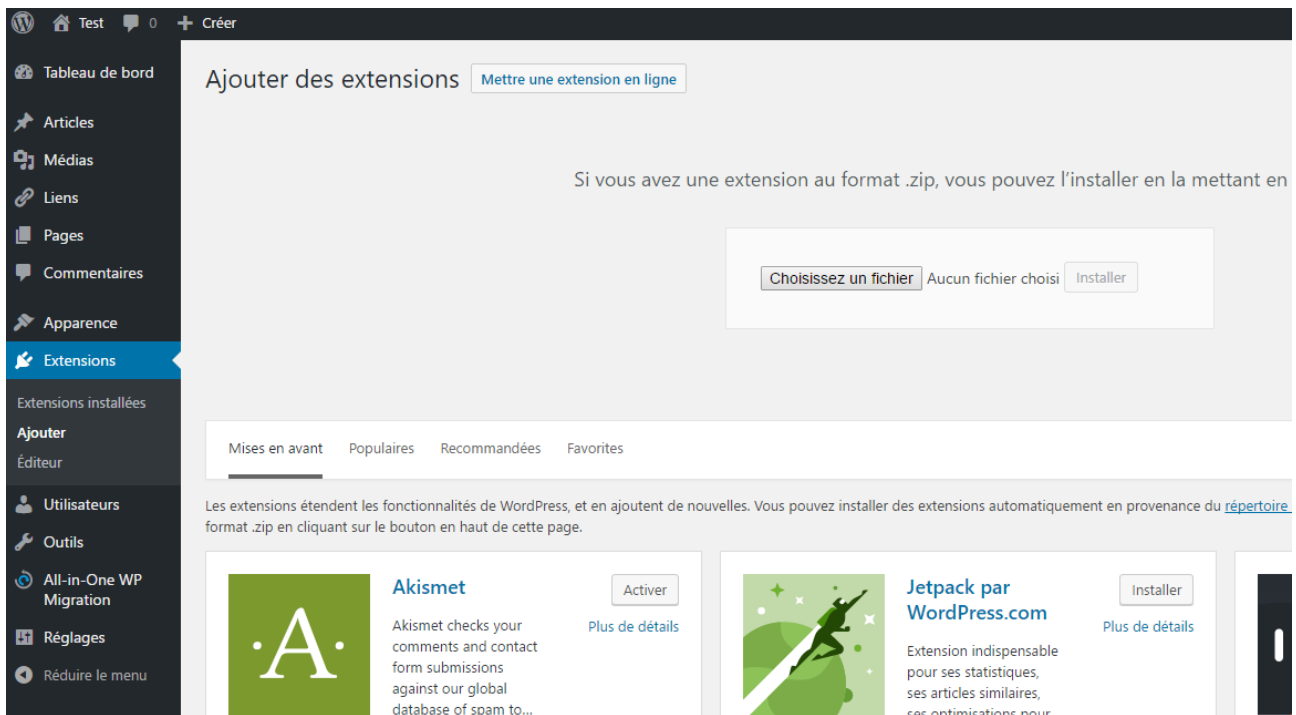 Test 0 Créer
Tableau de bord
Articles
Médias
Liens
Pages
Commentaires
Apparence
Extensions
Extensions installées
Ajouter
Éditeur
Utilisateurs
Outils
All-in-One WP
Migration
Réglages
Réduire le menu
Ajouter des extensions Mettre une extension en ligne
Si vous avez une extension au format .zip, vous pouvez l’installer en la mettant en
Choisissez un fichier Aucun fichier choisi Installer
Mises en avant Populaires Recommandées Favorites
Les extensions étendent les fonctionnalités de WordPress, et en ajoutent de nouvelles. Vous pouvez installer des extensions automatiquement en provenance du répertoire
format .zip en cliquant sur le bouton en haut de cette page.
·A·
Akismet
Activer
Plus de détails
Akismet checks your
comments and contact
form submissions
against our global
database of spam to...
Jetpack par
WordPress.com
Installer
Plus de détails
Extension indispensable
pour ses statistiques,
ses articles similaires,
ses optimisations pour